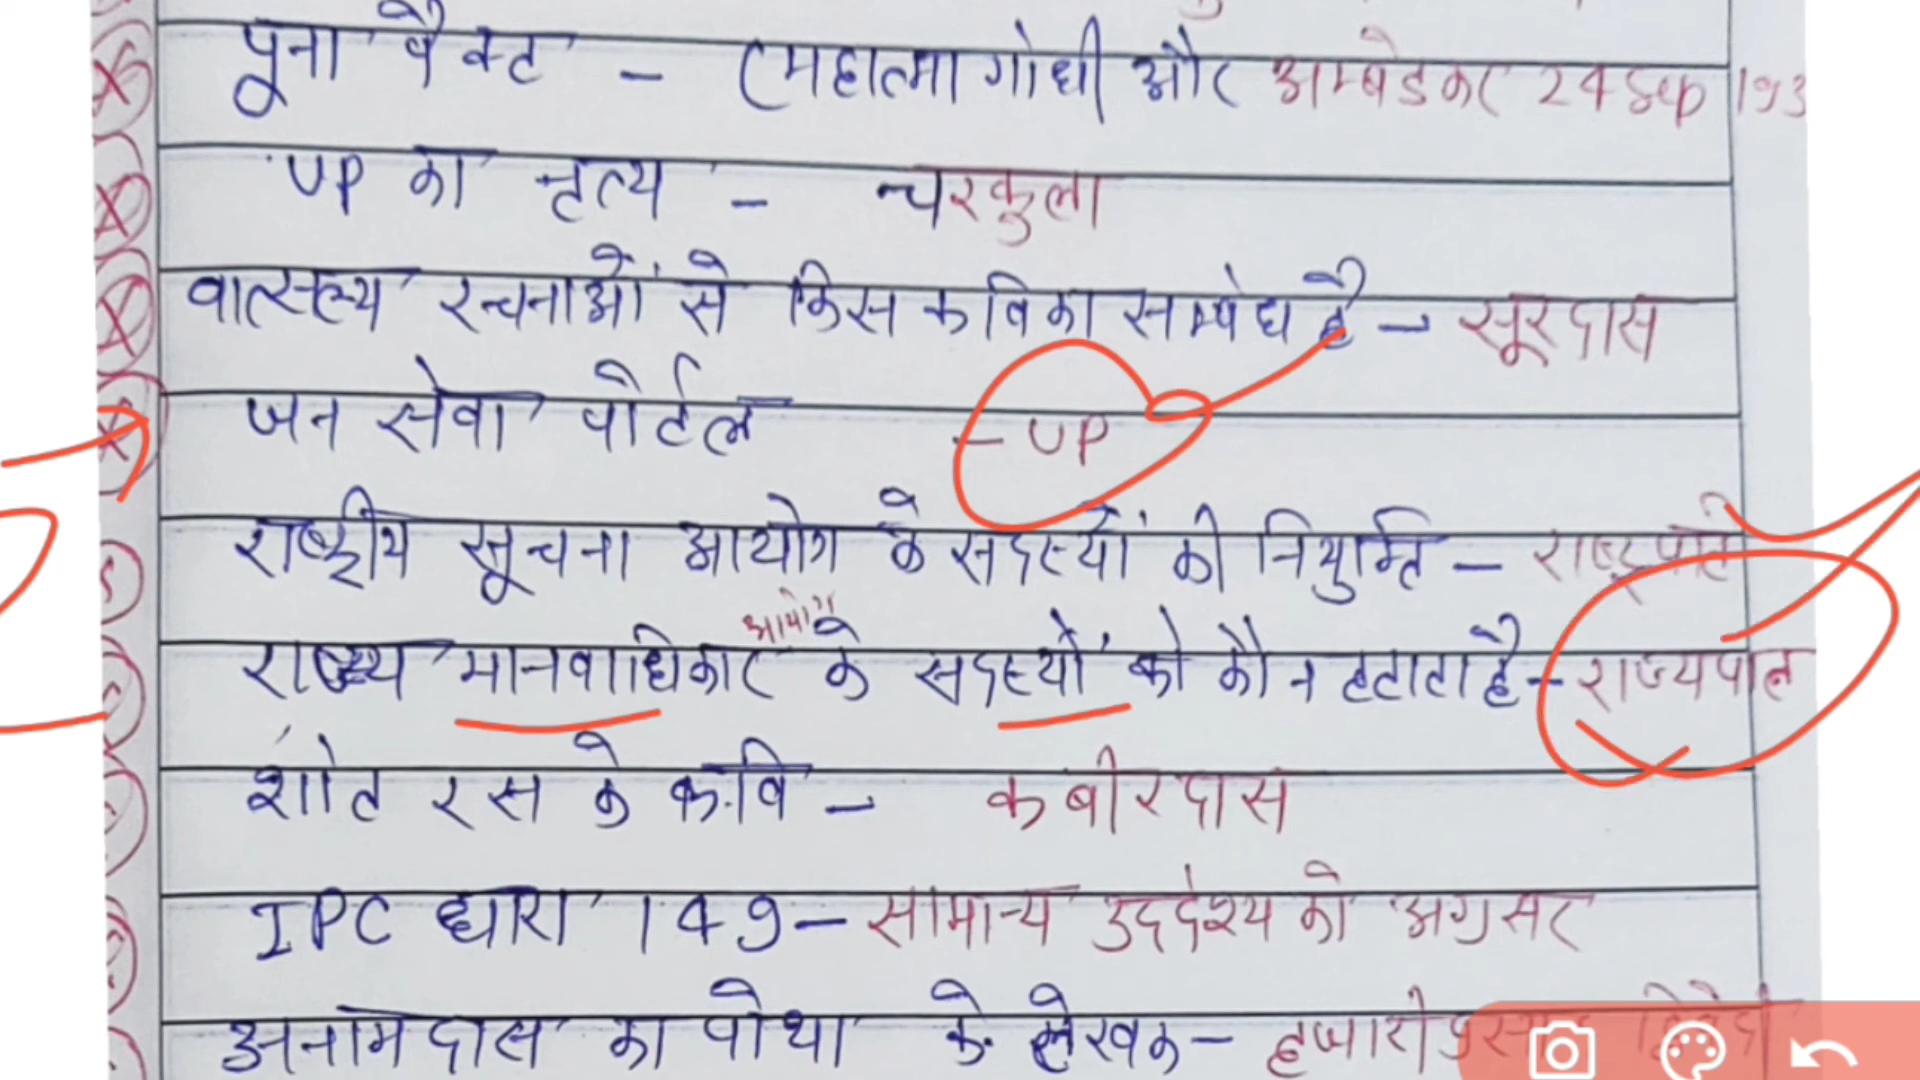 पूना पैक्ट - (महात्मा गांधी और अम्बेडकर 24 Sep 193
UP का नृत्य - चरकुला
वात्सल्य रचनाओं से किस कवि का सम्बंध है - सूरदास
जन सेवा पोर्टल - UP
राष्ट्रीय सूचना आयोग के सदस्यों की नियुक्ति - राष्ट्रपति
आयोग
राज्य मानवाधिकार के सदस्यों को कौन हटाता है - राज्यपाल
शांत रस के कवि - कबीरदास
IPC धारा 149 - सामान्य उद्देश्य को अग्रसर
अनामदास का पोथा के लेखक - हजारी प्रसाद द्विवेदी